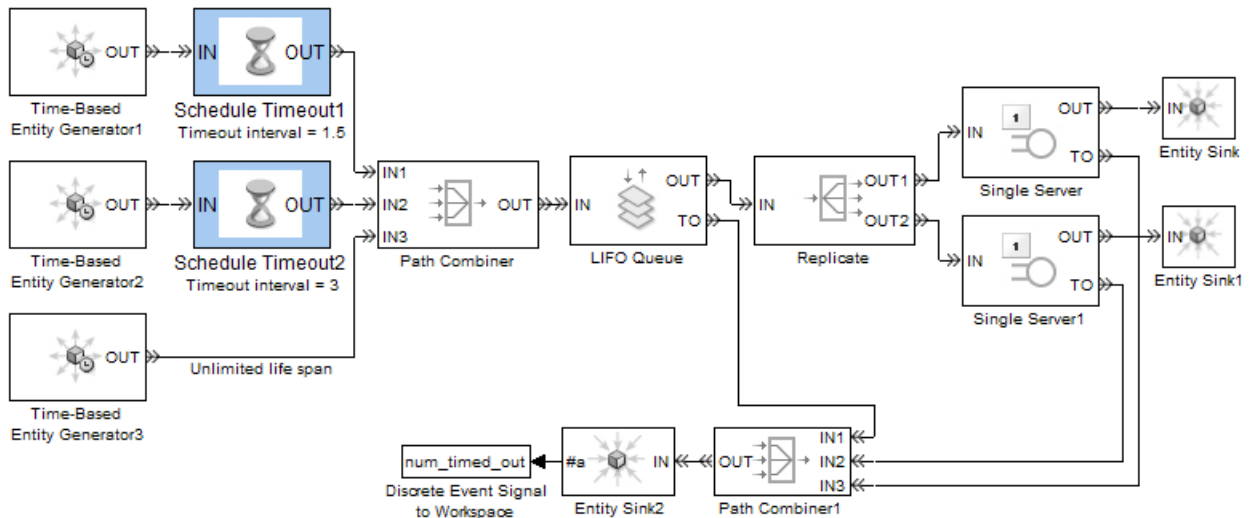 OUT
Time-Based
Entity Generator1
IN
OUT
Schedule Timeout1
Timeout interval = 1.5
OUT
Time-Based
Entity Generator2
IN
OUT
Schedule Timeout2
Timeout interval = 3
OUT
Time-Based
Entity Generator3
Unlimited life span
IN1
IN2
IN3
OUT
Path Combiner
IN
OUT
TO
LIFO Queue
IN
OUT1
OUT2
Replicate
IN
1
OUT
TO
Single Server
IN
Entity Sink
IN
1
OUT
TO
Single Server1
IN
Entity Sink1
num_timed_out
Discrete Event Signal
to Workspace
#a
IN
Entity Sink2
OUT
IN1
IN2
IN3
Path Combiner1